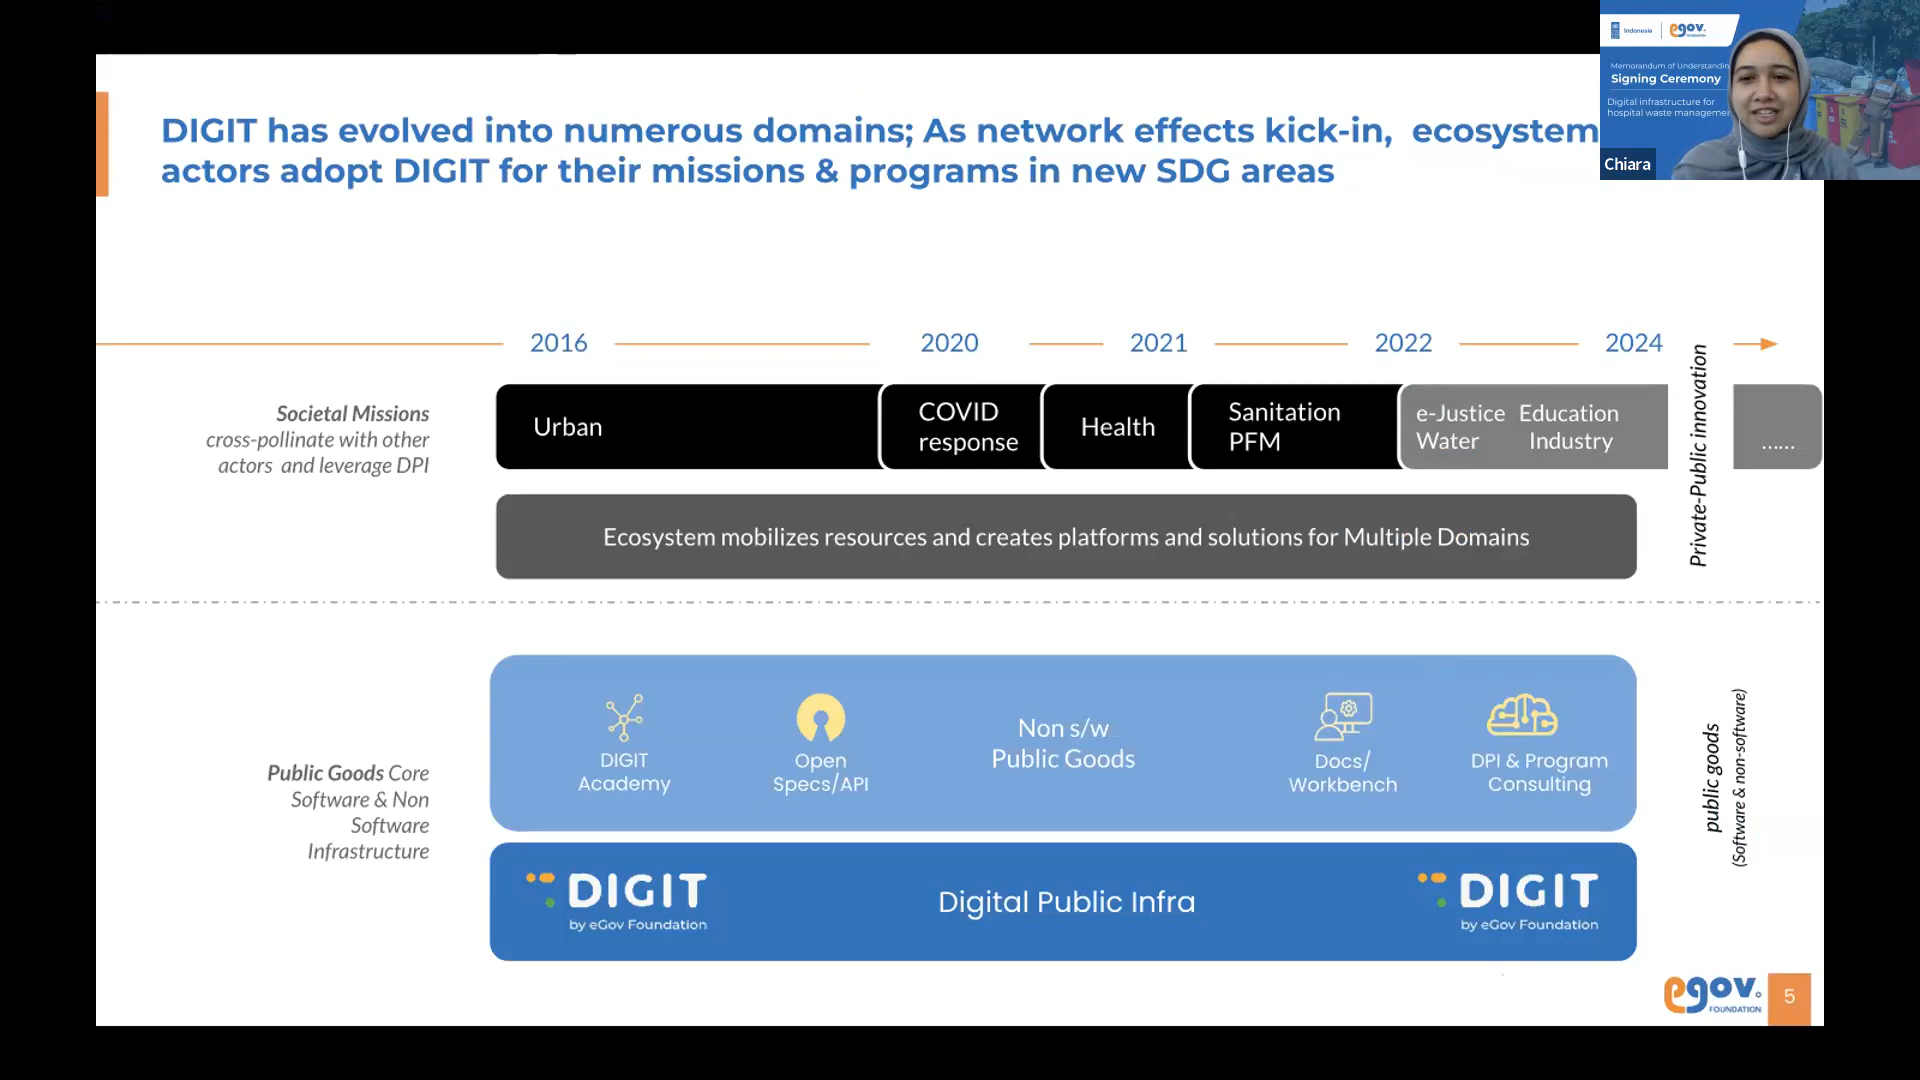 DIGIT has evolved into numerous domains; As network effects kick-in, ecosystem
actors adopt DIGIT for their missions & programs in new SDG areas
Indonesia
egov.
FOUNDATION
Memorandum of Understandin
Signing Ceremony
Digital infrastructure for
hospital waste managemen
Chiara
2016
2020
2021
2022
2024
Societal Missions
cross-pollinate with other
actors and leverage DPI
Urban
COVID
response
Health
Sanitation
PFM
e-Justice Education
Water Industry
......
Private-Public innovation
Ecosystem mobilizes resources and creates platforms and solutions for Multiple Domains
Public Goods Core
Software & Non
Software
Infrastructure
DIGIT
Academy
Open
Specs/API
Non s/w
Public Goods
Docs/
Workbench
DPI & Program
Consulting
public goods
(Software & non-software)
DIGIT
by eGov Foundation
Digital Public Infra
DIGIT
by eGov Foundation
egov.
FOUNDATION
5